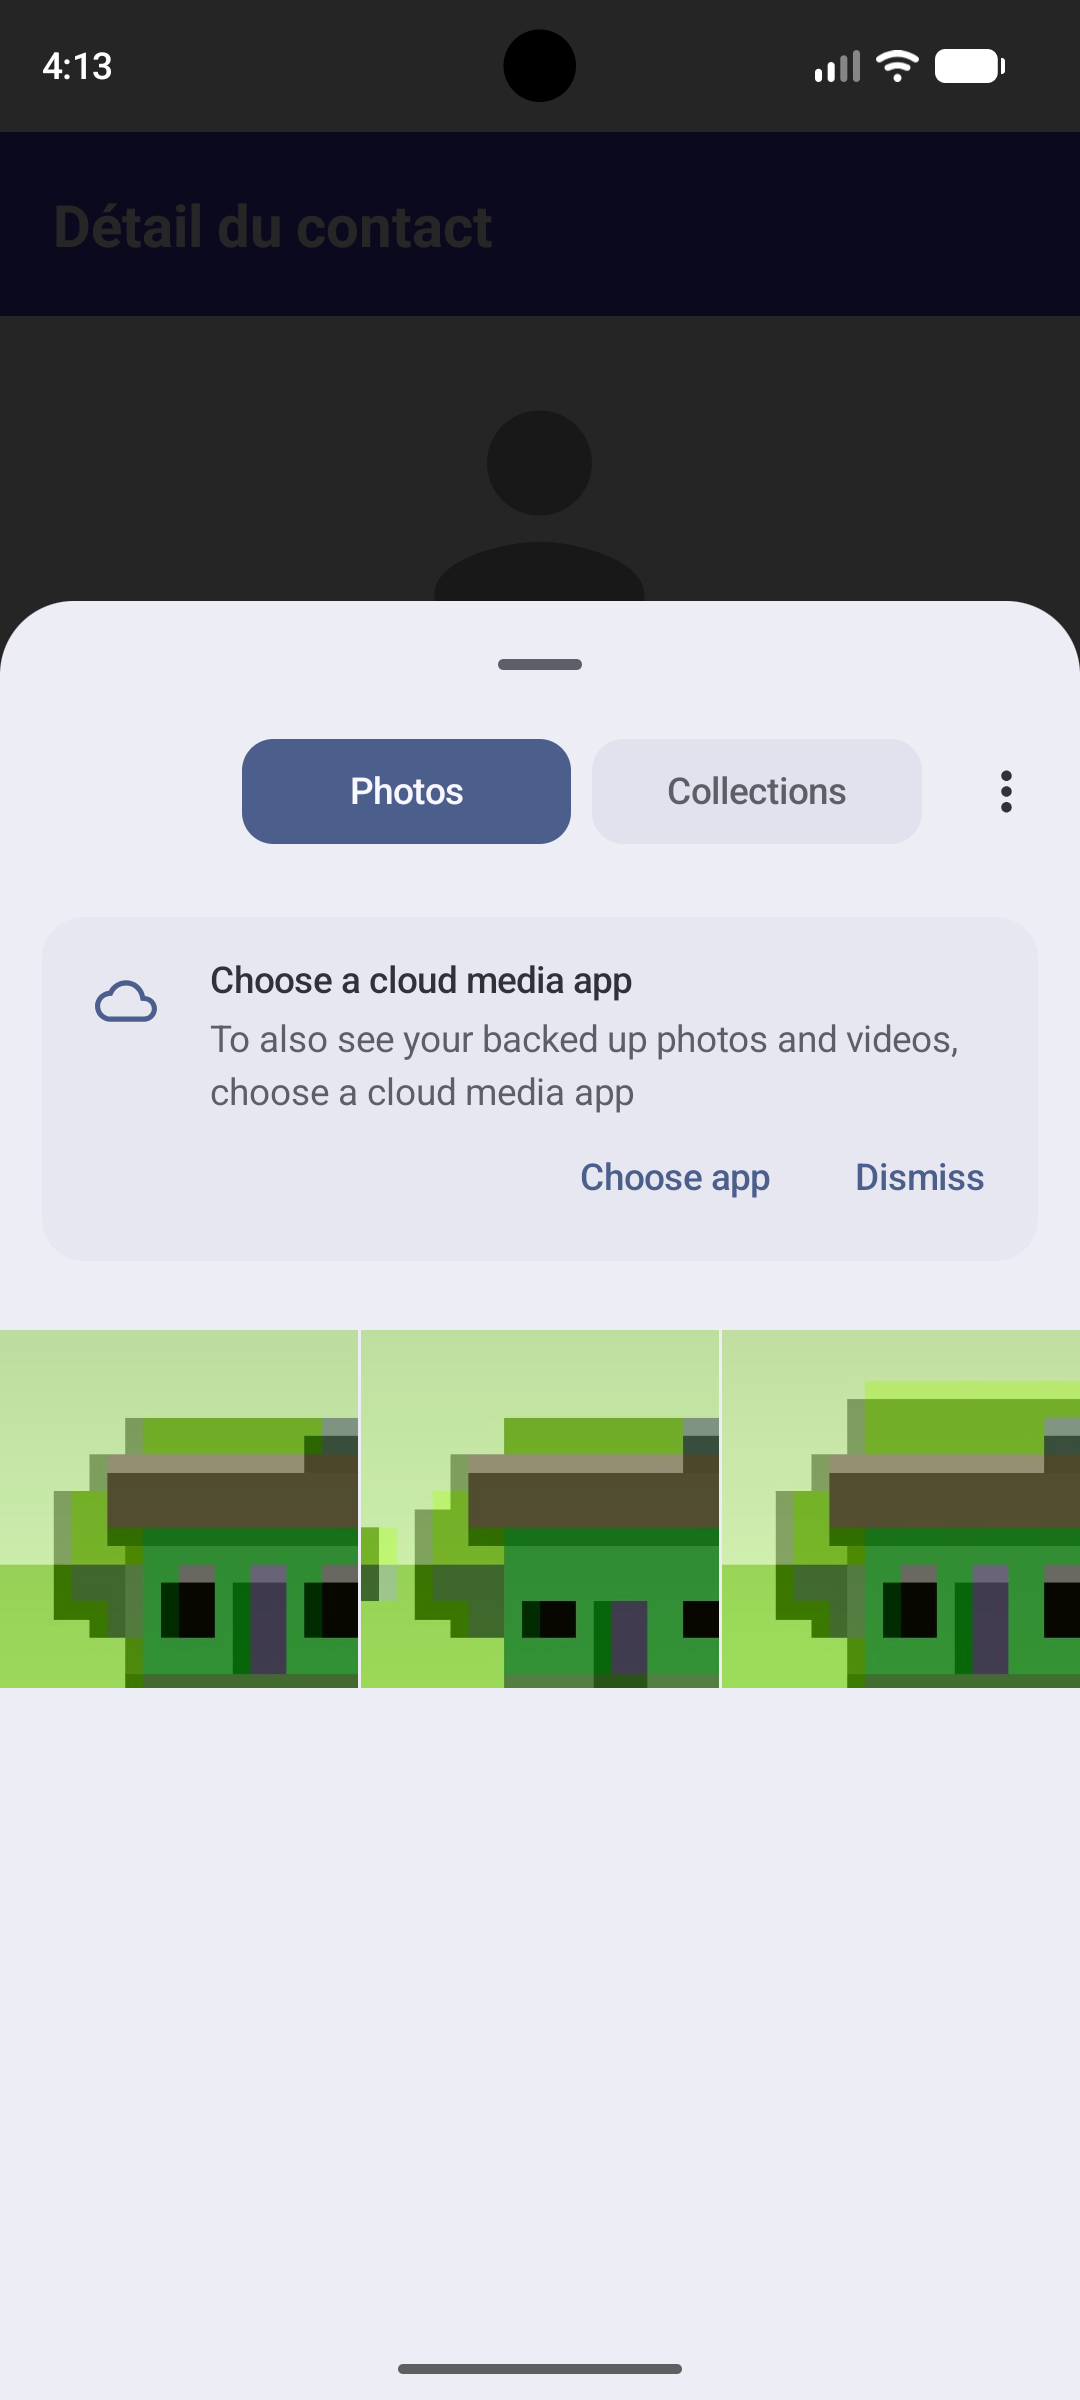 4:13
Détail du contact
Photos
Collections
Choose a cloud media app
To also see your backed up photos and videos,
choose a cloud media app
Choose app
Dismiss